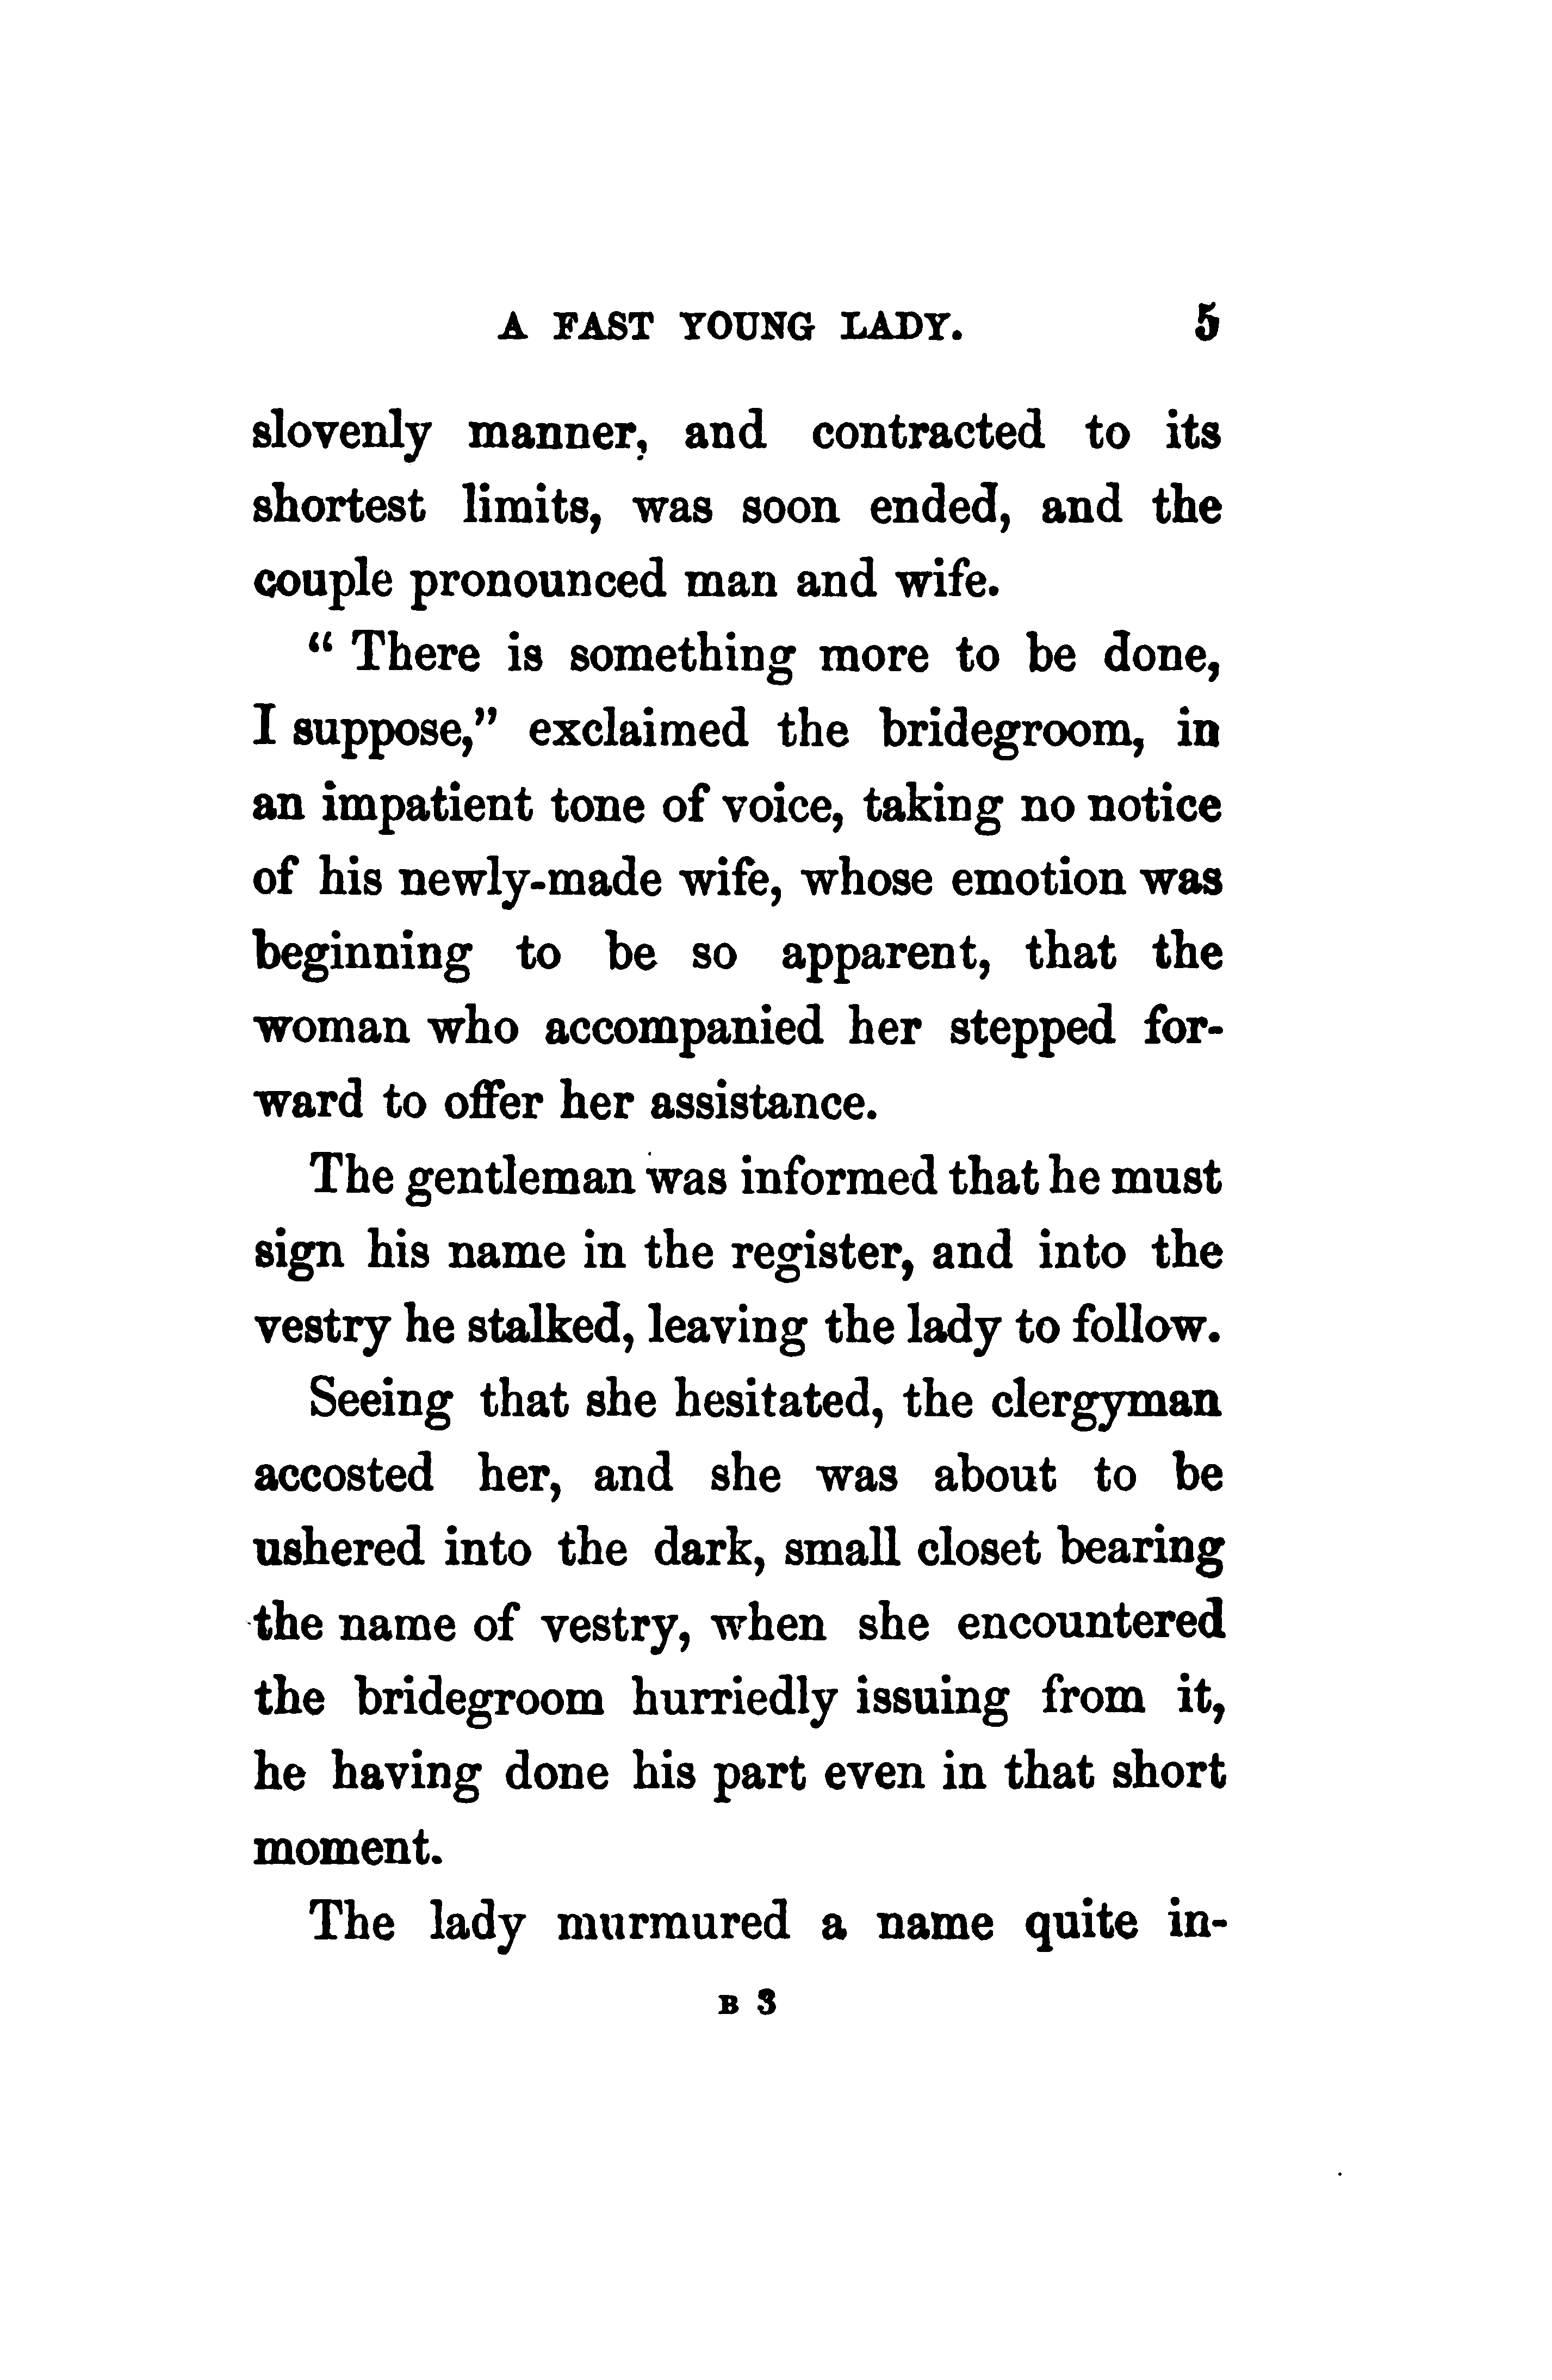 A FAST YOUNG LADY. 5
slovenly manner, and contracted to its
shortest limits, was soon ended, and the
couple pronounced man and wife.
“ There is something more to be done,
I suppose,” exclaimed the bridegroom, in
an impatient tone of voice, taking no notice
of his newly-made wife, whose emotion was
beginning to be so apparent, that the
woman who accompanied her stepped for-
ward to offer her assistance.
The gentleman was informed that he must
sign his name in the register, and into the
vestry he stalked, leaving the lady to follow.
Seeing that she hesitated, the clergyman
accosted her, and she was about to be
ushered into the dark, small closet bearing
the name of vestry, when she encountered
the bridegroom hurriedly issuing from it,
he having done his part even in that short
moment.
The lady murmured a name quite in-
B 3